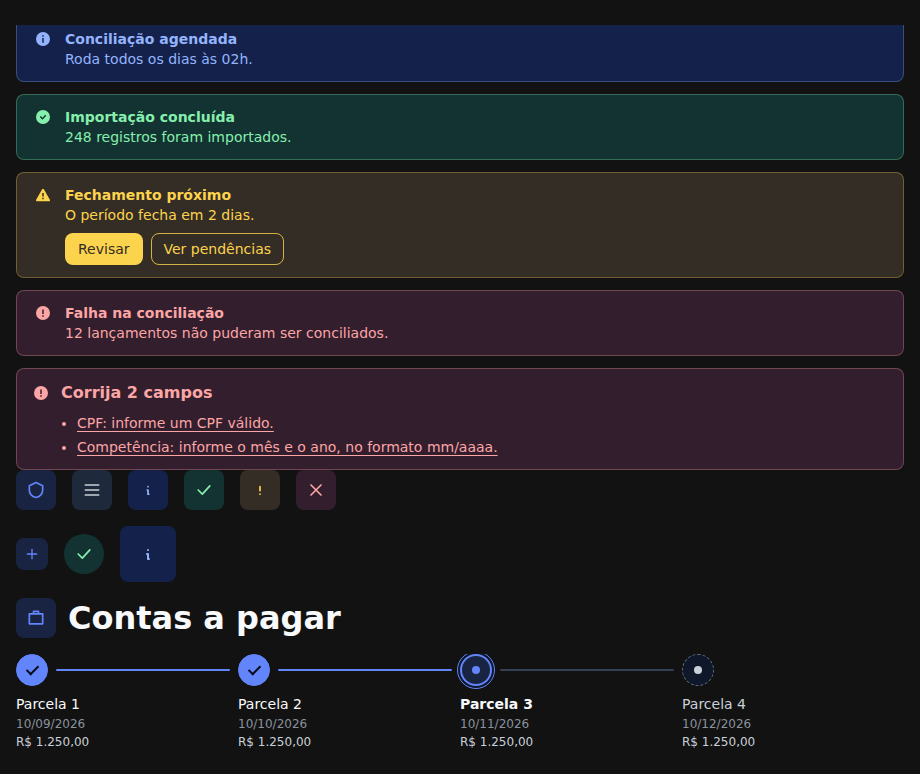 Conciliação agendada
Roda todos os dias às 02h.
Importação concluída
248 registros foram importados.
Fechamento próximo
O período fecha em 2 dias.
Revisar
Ver pendências
Falha na conciliação
12 lançamentos não puderam ser conciliados.
Corrija 2 campos
CPF: informe um CPF válido.
Competência: informe o mês e o ano, no formato mm/aaaa.
Contas a pagar
Parcela 1
10/09/2026
R$ 1.250,00
Parcela 2
10/10/2026
R$ 1.250,00
Parcela 3
10/11/2026
R$ 1.250,00
Parcela 4
10/12/2026
R$ 1.250,00